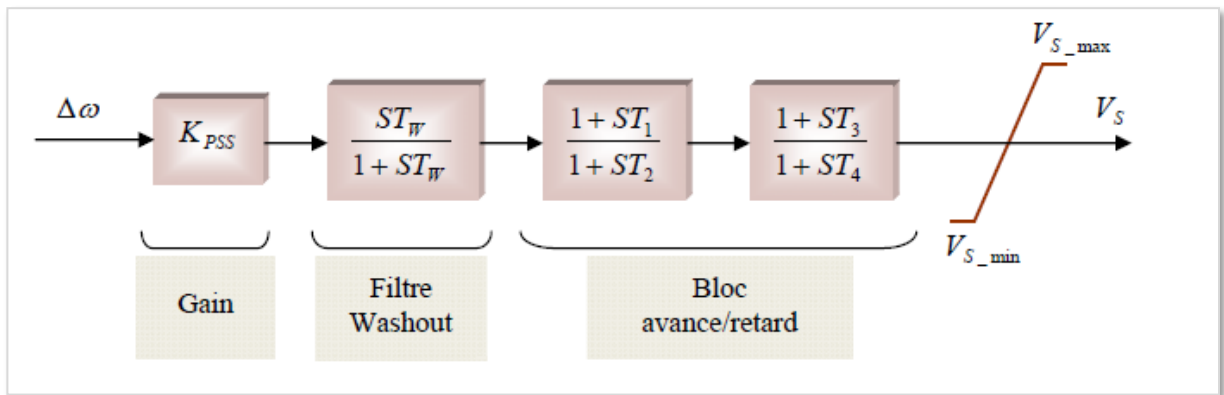 Δω
K_PSS
ST_W
1 + ST_W
1 + ST_1
1 + ST_2
1 + ST_3
1 + ST_4
V_S_max
V_S
V_S_min
Gain
Filtre
Washout
Bloc
avance/retard